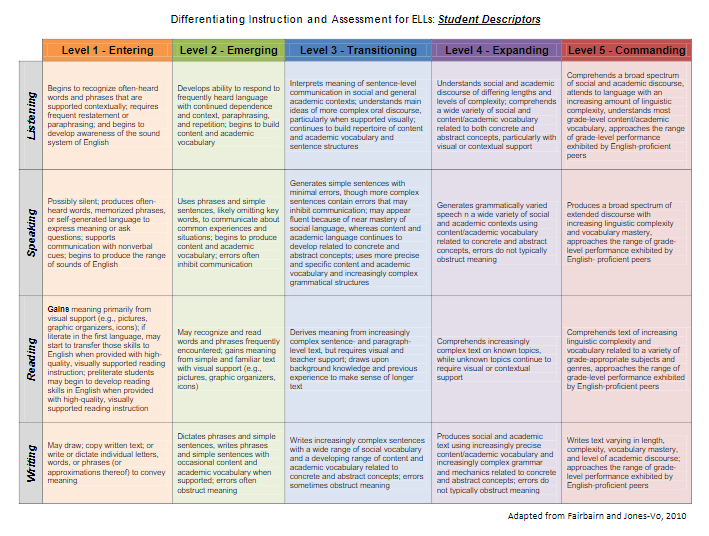 Differentiating Instruction and Assessment for ELLs: Student Descriptors
Level 1 - Entering
Level 2 - Emerging
Level 3 - Transitioning
Level 4 - Expanding
Level 5 - Commanding
Listening
Begins to recognize often-heard
words and phrases that are
supported contextually; requires
frequent restatement or
paraphrasing; and begins to
develop awareness of the sound
system of English
Develops ability to respond to
frequently heard language
with continued dependence
and context, paraphrasing,
and repetition; begins to build
content and academic
vocabulary
Interprets meaning of sentence-level
communication in social and general
academic contexts; understands main
ideas of more complex oral discourse,
particularly when supported visually;
continues to build repertoire of content
and academic vocabulary and
sentence structures
Understands social and academic
discourse of differing lengths and
levels of complexity; comprehends
a wide variety of social and
content/academic vocabulary
related to both concrete and
abstract concepts, particularly with
visual or contextual support
Comprehends a broad spectrum
of social and academic discourse,
attends to language with an
increasing amount of linguistic
complexity, understands most
grade-level content/academic
vocabulary, approaches the range
of grade-level performance
exhibited by English-proficient
peers
Speaking
Possibly silent; produces often-
heard words, memorized phrases,
or self-generated language to
express meaning or ask
questions; supports
communication with nonverbal
cues; begins to produce the range
of sounds of English
Uses phrases and simple
sentences, likely omitting key
words, to communicate about
common experiences and
situations; begins to produce
content and academic
vocabulary; errors often
inhibit communication
Generates simple sentences with
minimal errors, though more complex
sentences contain errors that may
inhibit communication; may appear
fluent because of near mastery of
social language, whereas content and
academic language continues to
develop related to concrete and
abstract concepts; uses more precise
and specific content and academic
vocabulary and increasingly complex
grammatical structures
Generates grammatically varied
speech n a wide variety of social
and academic contexts using
content/academic vocabulary
related to concrete and abstract
concepts, errors do not typically
obstruct meaning
Produces a broad spectrum of
extended discourse with
increasing linguistic complexity
and vocabulary mastery,
approaches the range of grade-
level performance exhibited by
English- proficient peers
Reading
Gains meaning primarily from
visual support (e.g., pictures,
graphic organizers, icons); if
literate in the first language, may
start to transfer those skills to
English when provided with high-
quality, visually supported reading
instruction; preliterate students
may begin to develop reading
skills in English when provided
with high-quality, visually
supported reading instruction
May recognize and read
words and phrases frequently
encountered; gains meaning
from simple and familiar text
with visual support (e.g.,
pictures, graphic organizers,
icons)
Derives meaning from increasingly
complex sentence- and paragraph-
level text, but requires visual and
teacher support; draws upon
background knowledge and previous
experience to make sense of longer
text
Comprehends increasingly
complex text on known topics,
while unknown topics continue to
require visual or contextual
support
Comprehends text of increasing
linguistic complexity and
vocabulary related to a variety of
grade-appropriate subjects and
genres, approaches the range of
grade-level performance exhibited
by English-proficient peers
Writing
May draw; copy written text; or
write or dictate individual letters,
words, or phrases (or
approximations thereof) to convey
meaning
Dictates phrases and simple
sentences, writes phrases
and simple sentences with
occasional content and
academic vocabulary when
supported; errors often
obstruct meaning
Writes increasingly complex sentences
with a wide range of social vocabulary
and a developing range of content and
academic vocabulary related to
concrete and abstract concepts; errors
sometimes obstruct meaning
Produces social and academic
text using increasingly precise
content/academic vocabulary and
increasingly complex grammar
and mechanics related to concrete
and abstract concepts; errors do
not typically obstruct meaning
Writes text varying in length,
complexity, vocabulary mastery,
and level of academic discourse;
approaches the range of grade-
level performance exhibited by
English-proficient peers
Adapted from Fairbairn and Jones-Vo, 2010